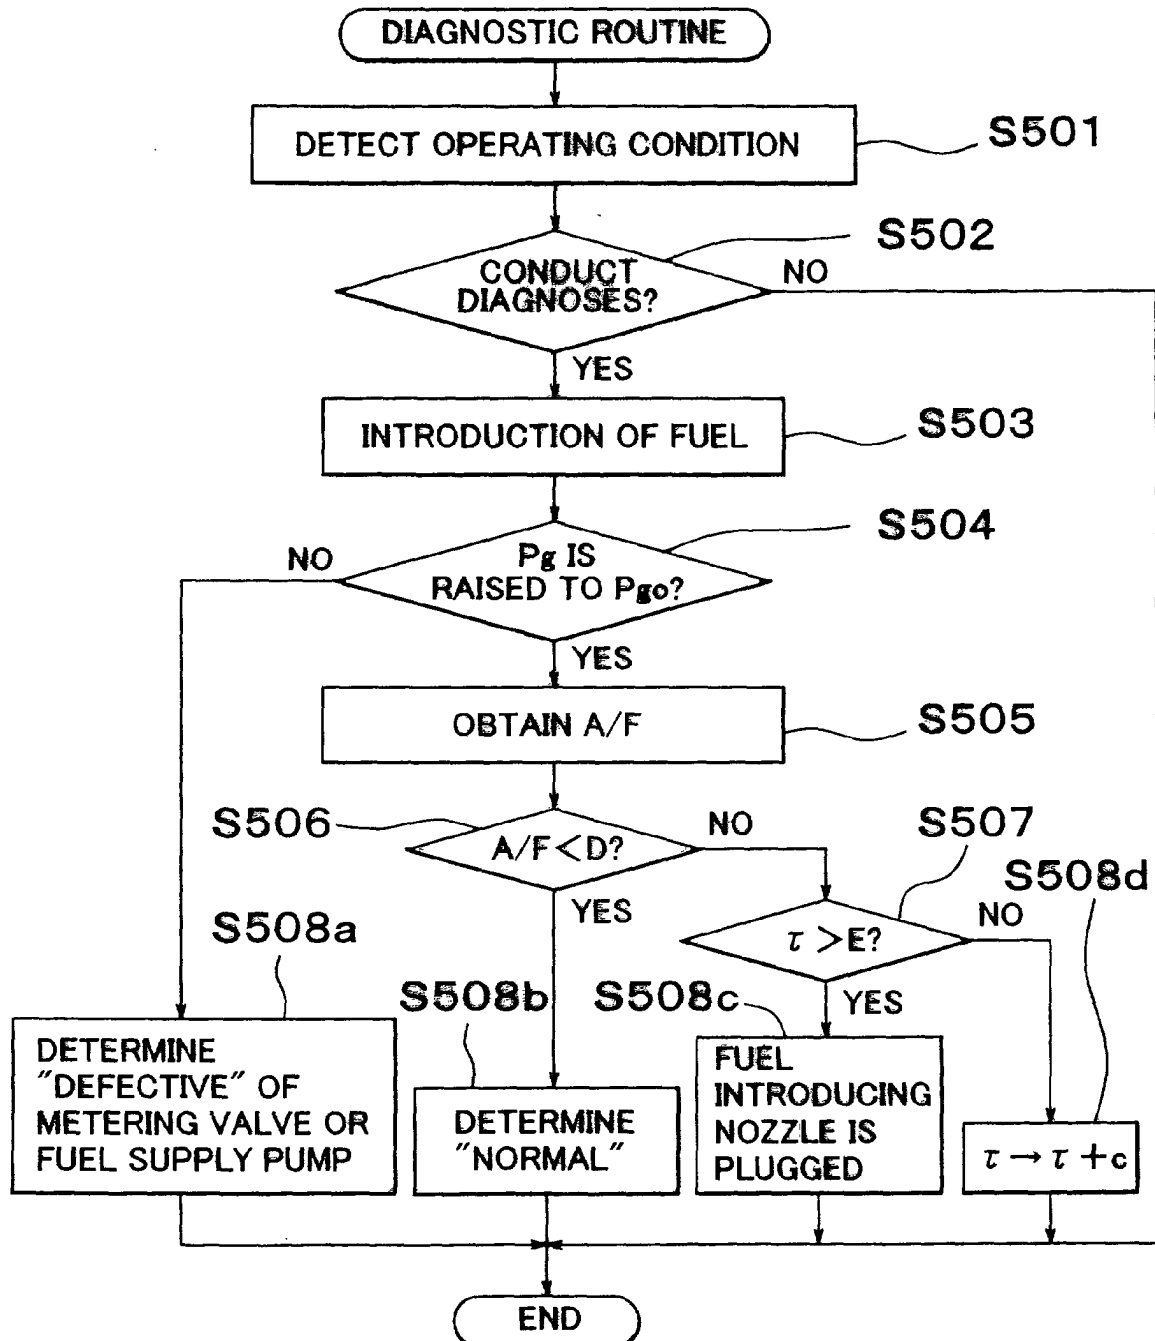 DIAGNOSTIC ROUTINE
DETECT OPERATING CONDITION
S501
S502
CONDUCT
DIAGNOSES?
NO
YES
INTRODUCTION OF FUEL
S503
S504
NO
Pg IS
RAISED TO Pgo?
YES
OBTAIN A/F
S505
S506
A/F<D?
NO
S507
YES
S508d
S508a
τ>E?
NO
S508b
S508c
YES
DETERMINE
"DEFECTIVE" OF
METERING VALVE OR
FUEL SUPPLY PUMP
DETERMINE
"NORMAL"
FUEL
INTRODUCING
NOZZLE IS
PLUGGED
τ→τ+c
END